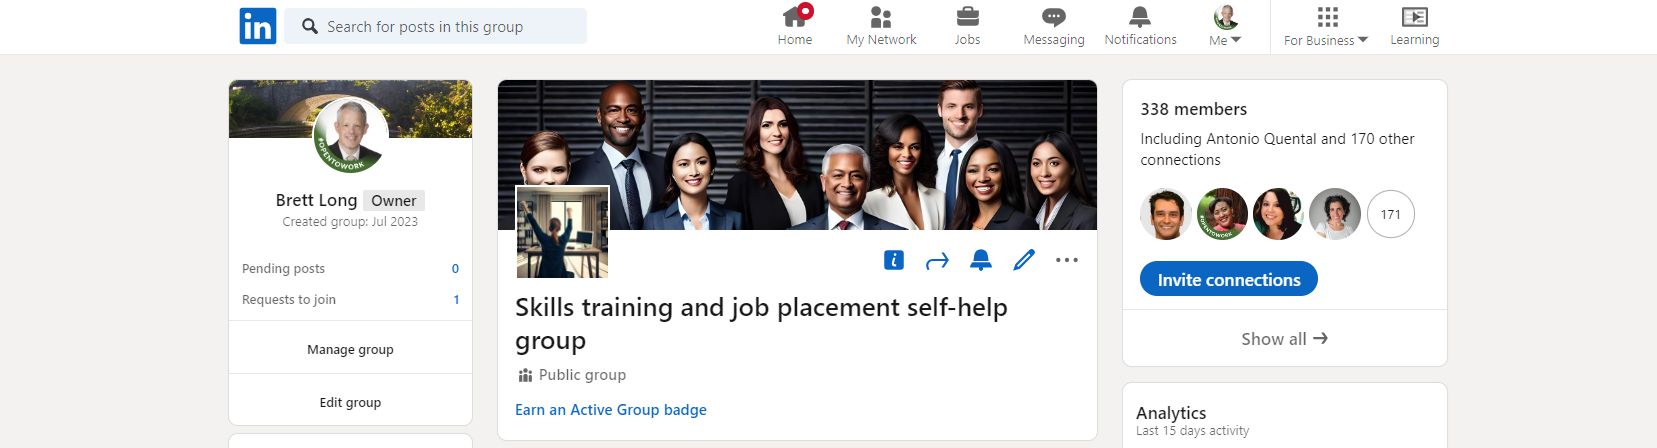 in
Search for posts in this group
Home
My Network
Jobs
Messaging
Notifications
Me
For Business
Learning
#OPENTOWORK
Brett Long Owner
Created group: Jul 2023
Pending posts 0
Requests to join 1
Manage group
Edit group
Skills training and job placement self-help
group
Public group
Earn an Active Group badge
338 members
Including Antonio Quental and 170 other
connections
#OPENTOWORK
171
Invite connections
Show all →
Analytics
Last 15 days activity